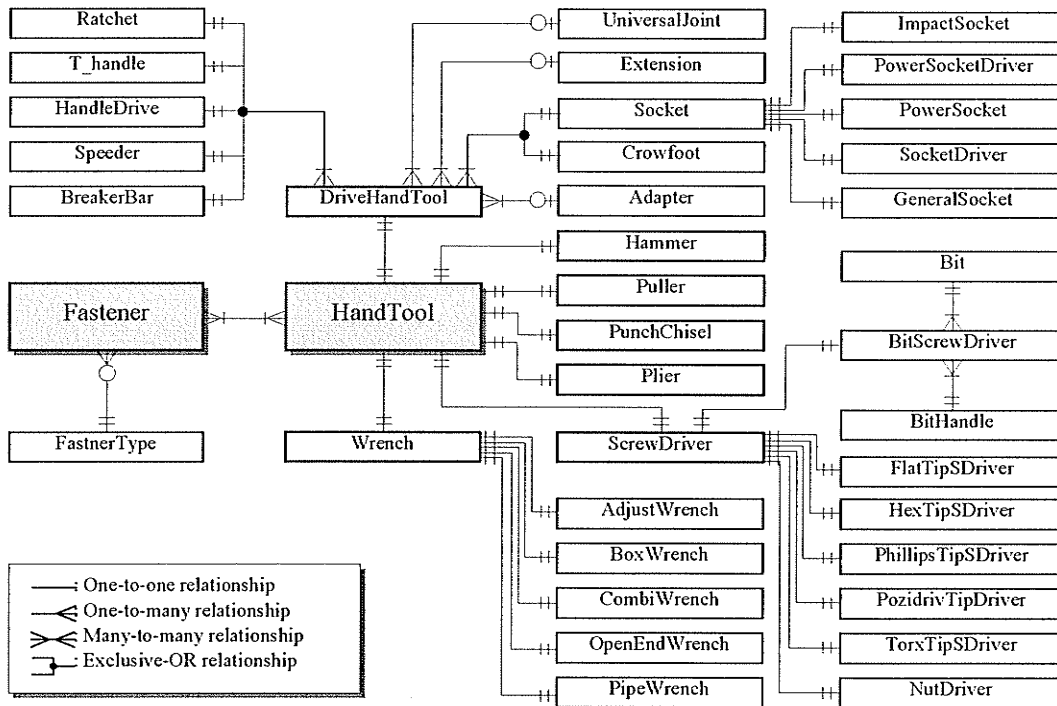 Ratchet
T_handle
HandleDrive
Speeder
BreakerBar
UniversalJoint
Extension
Socket
Crowfoot
Adapter
ImpactSocket
PowerSocketDriver
PowerSocket
SocketDriver
GeneralSocket
DriveHandTool
Hammer
Puller
PunchChisel
Plier
Fastener
HandTool
Bit
BitScrewDriver
BitHandle
FastnerType
Wrench
ScrewDriver
FlatTipSDriver
HexTipSDriver
PhillipsTipSDriver
PozidrivTipDriver
TorxTipSDriver
NutDriver
AdjustWrench
BoxWrench
CombiWrench
OpenEndWrench
PipeWrench
: One-to-one relationship
: One-to-many relationship
: Many-to-many relationship
: Exclusive-OR relationship